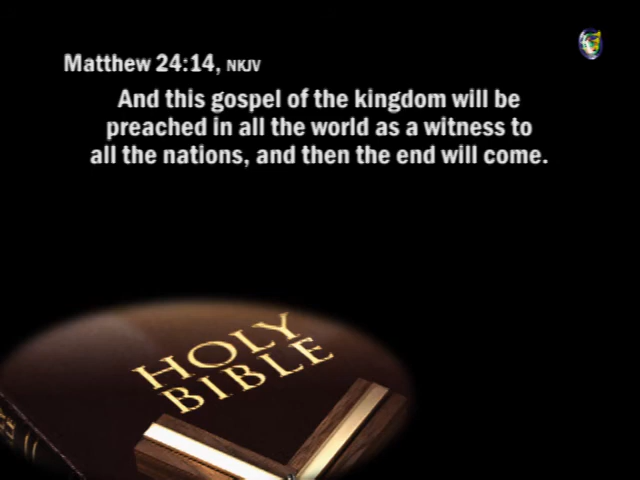 Matthew 24:14, NKJV
And this gospel of the kingdom will be
preached in all the world as a witness to
all the nations, and then the end will come.
HOLY
BIBLE